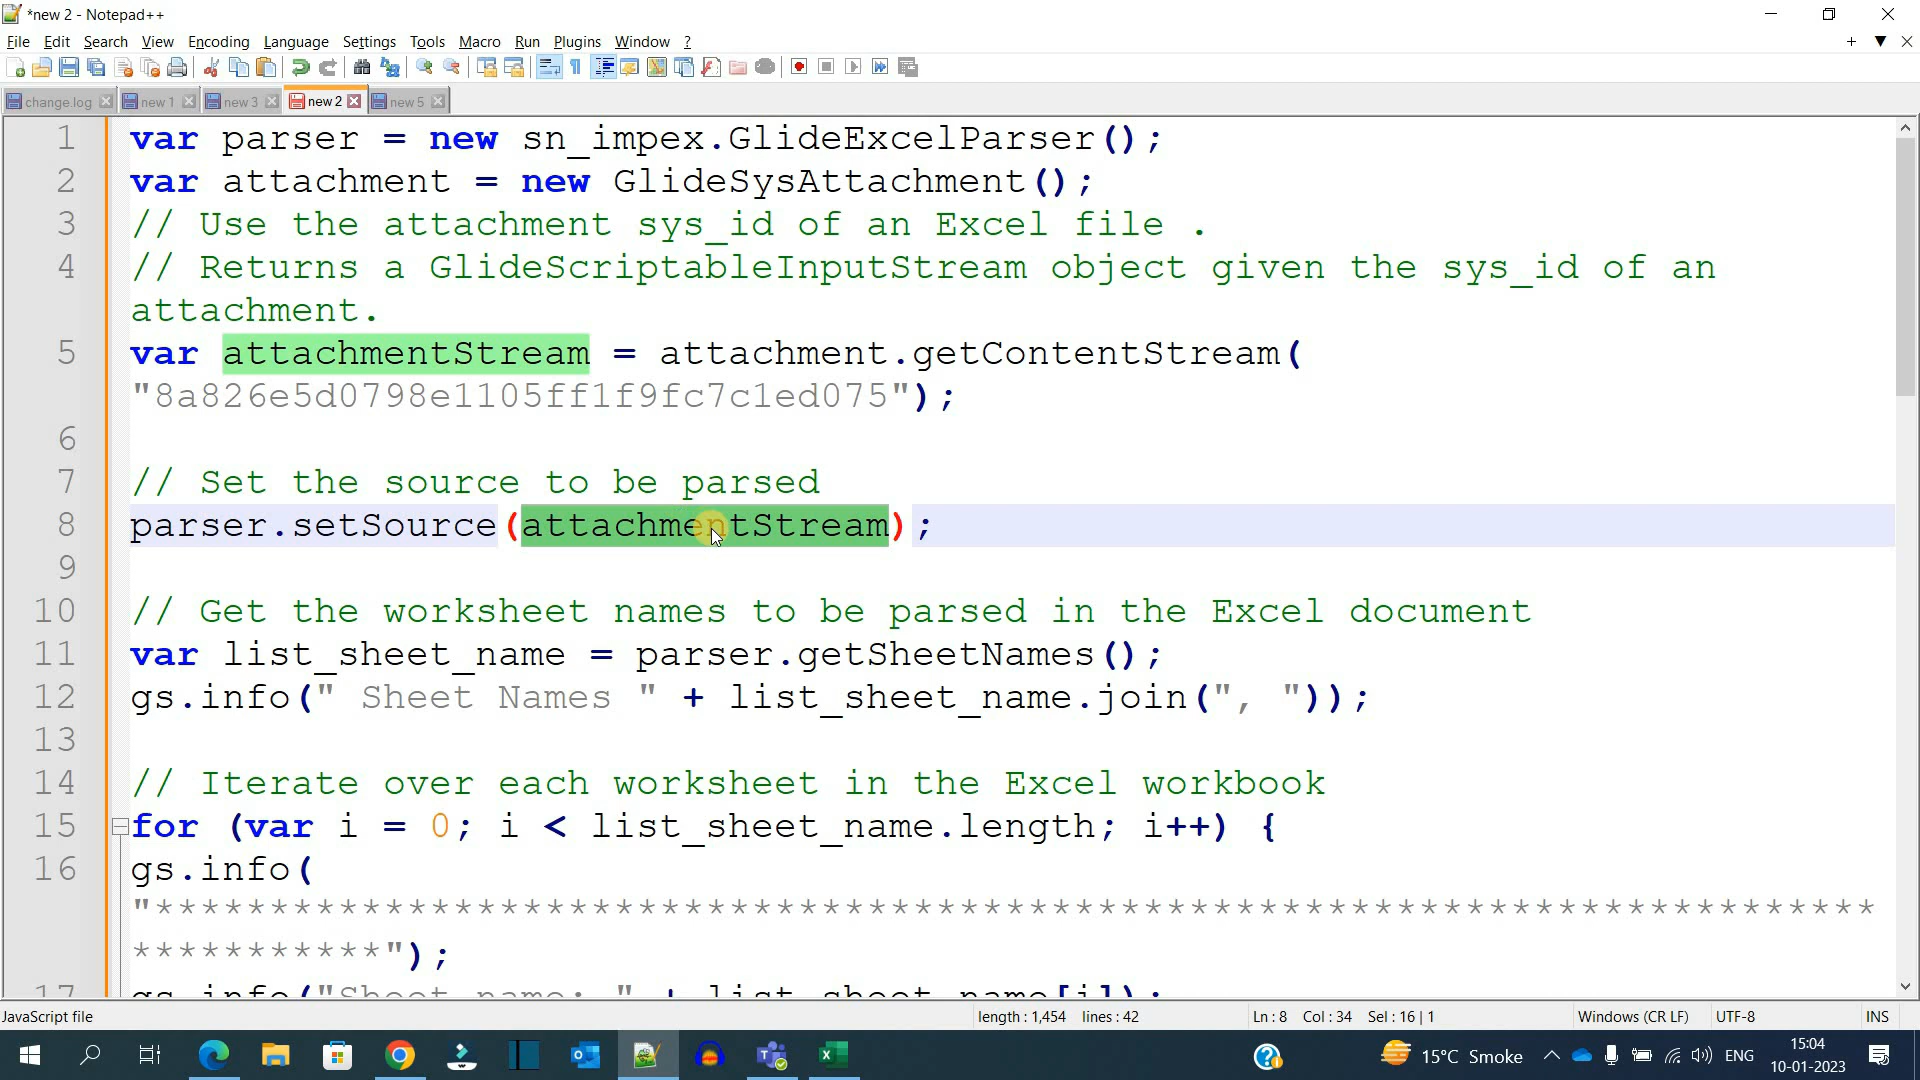 *new 2 - Notepad++
File Edit Search View Encoding Language Settings Tools Macro Run Plugins Window ?
change.log new 1 new 3 new 2 new 5
1 var parser = new sn_impex.GlideExcelParser();
2 var attachment = new GlideSysAttachment();
3 // Use the attachment sys_id of an Excel file .
4 // Returns a GlideScriptableInputStream object given the sys_id of an
attachment.
5 var attachmentStream = attachment.getContentStream(
"8a826e5d0798e1105ff1f9fc7c1ed075");
6
7 // Set the source to be parsed
8 parser.setSource(attachmentStream);
9
10 // Get the worksheet names to be parsed in the Excel document
11 var list_sheet_name = parser.getSheetNames();
12 gs.info(" Sheet Names " + list_sheet_name.join(", "));
13
14 // Iterate over each worksheet in the Excel workbook
15 for (var i = 0; i < list_sheet_name.length; i++) {
16 gs.info(
"***************************************************************************
***********");
17 gs.info("Sheet name: " + list_sheet_name[i]);
JavaScript file length : 1,454 lines : 42 Ln : 8 Col : 34 Sel : 16 | 1 Windows (CR LF) UTF-8 INS
15°C Smoke ENG 15:04
10-01-2023